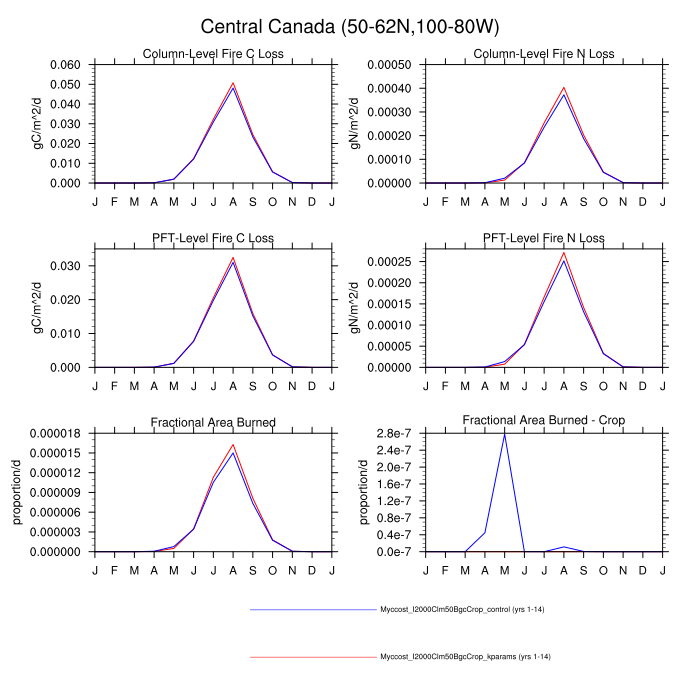 Central Canada (50-62N,100-80W)
Column-Level Fire C Loss
gC/m^2/d
0.060
0.050
0.040
0.030
0.020
0.010
0.000
J F M A M J J A S O N D J
Column-Level Fire N Loss
gN/m^2/d
0.00050
0.00040
0.00030
0.00020
0.00010
0.00000
J F M A M J J A S O N D J
PFT-Level Fire C Loss
gC/m^2/d
0.030
0.020
0.010
0.000
J F M A M J J A S O N D J
PFT-Level Fire N Loss
gN/m^2/d
0.00025
0.00020
0.00015
0.00010
0.00005
0.00000
J F M A M J J A S O N D J
Fractional Area Burned
proportion/d
0.000018
0.000015
0.000012
0.000009
0.000006
0.000003
0.000000
J F M A M J J A S O N D J
Fractional Area Burned - Crop
proportion/d
2.8e-7
2.4e-7
2.0e-7
1.6e-7
1.2e-7
0.8e-7
0.4e-7
0.0e-7
J F M A M J J A S O N D J
Myccost_I2000Clm50BgcCrop_control (yrs 1-14)
Myccost_I2000Clm50BgcCrop_kparams (yrs 1-14)